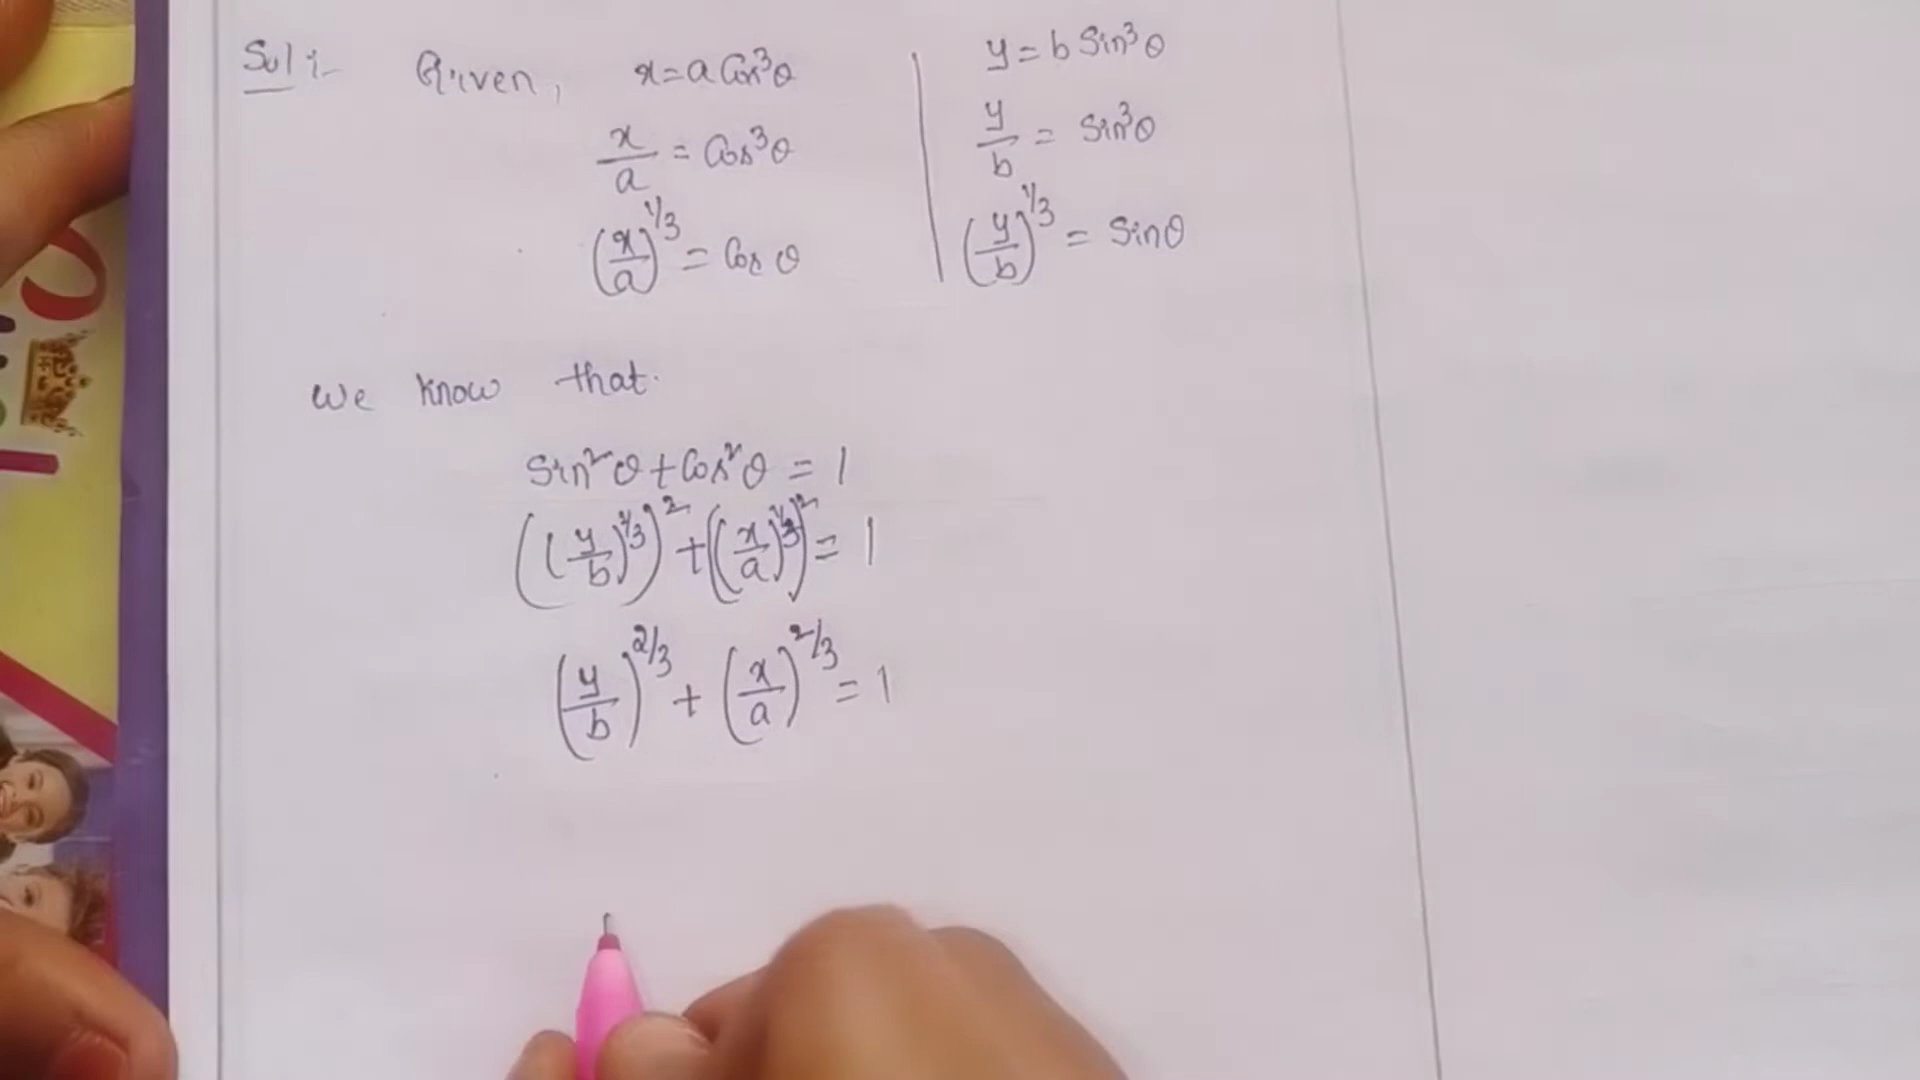 Sol:- Given, x = a Cos³θ
x/a = Cos³θ
(x/a)^1/3 = Cos θ
y = b Sin³θ
y/b = Sin³θ
(y/b)^1/3 = Sinθ
We know that.
Sin²θ + Cos²θ = 1
((y/b)^1/3)² + ((x/a)^1/3)² = 1
(y/b)^2/3 + (x/a)^2/3 = 1